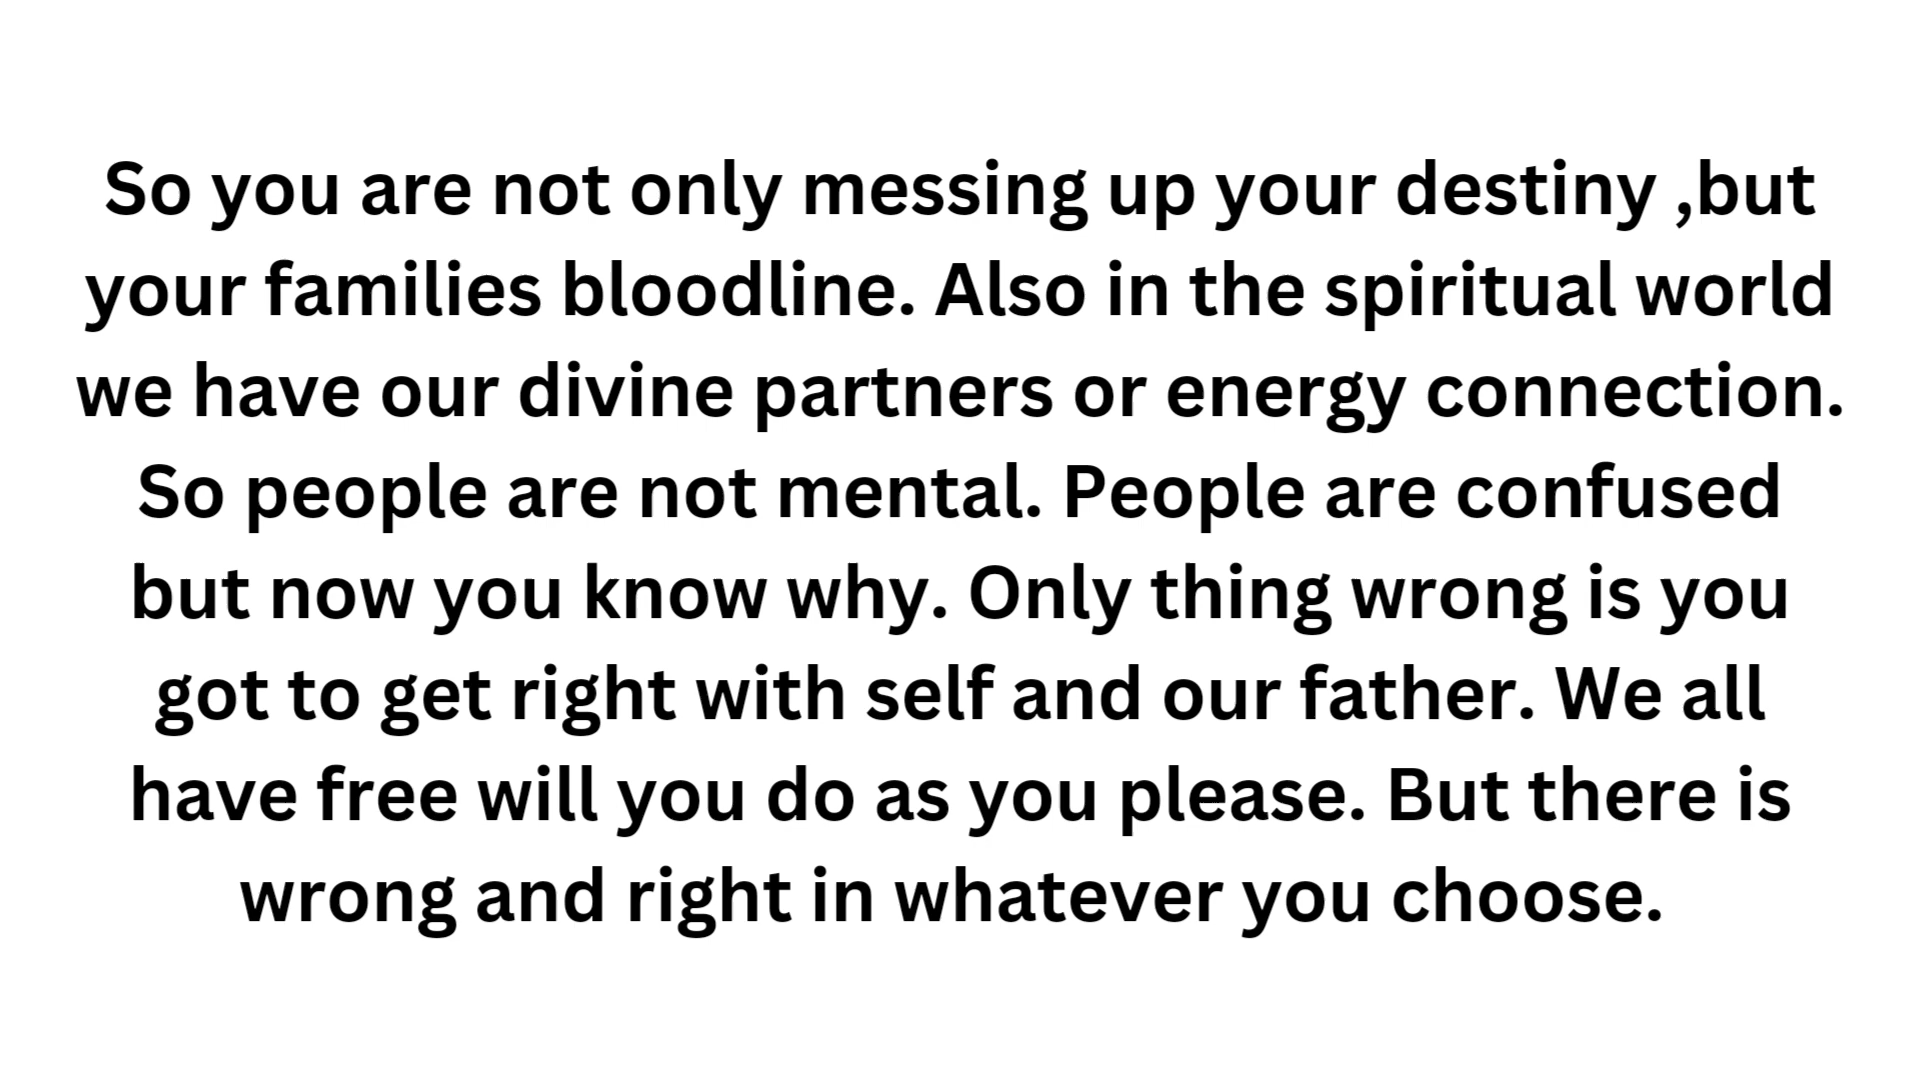 So you are not only messing up your destiny ,but
your families bloodline. Also in the spiritual world
we have our divine partners or energy connection.
So people are not mental. People are confused
but now you know why. Only thing wrong is you
got to get right with self and our father. We all
have free will you do as you please. But there is
wrong and right in whatever you choose.